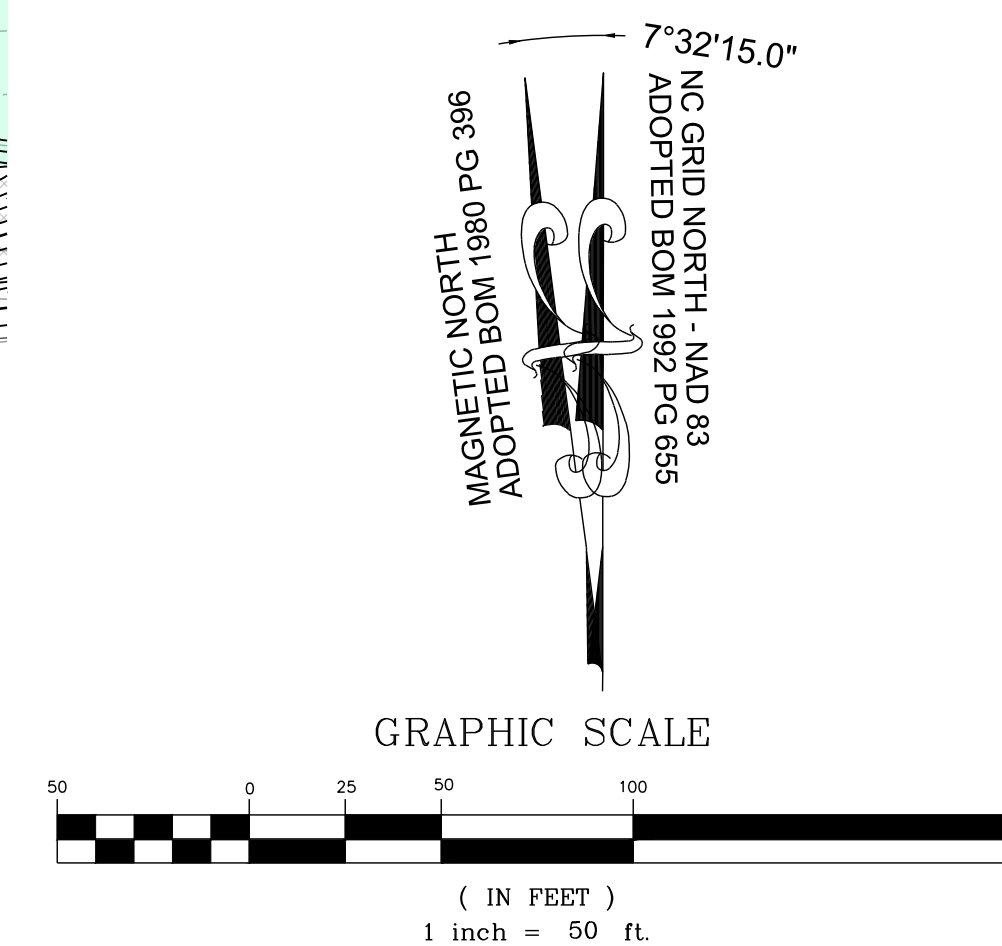 7°32'15.0"
MAGNETIC NORTH
ADOPTED BOM 1980 PG 396
NC GRID NORTH - NAD 83
ADOPTED BOM 1992 PG 655
GRAPHIC SCALE
50 0 25 50 100
( IN FEET )
1 inch = 50 ft.